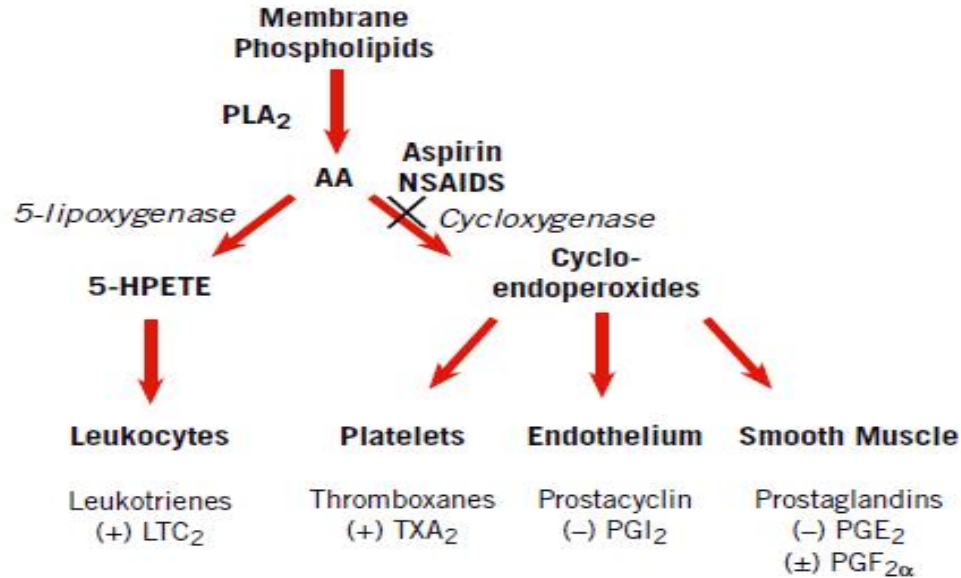 Membrane
Phospholipids
PLA₂
AA
Aspirin
NSAIDS
5-lipoxygenase
Cycloxygenase
5-HPETE
Cyclo-
endoperoxides
Leukocytes
Platelets
Endothelium
Smooth Muscle
Leukotrienes
(+) LTC₂
Thromboxanes
(+) TXA₂
Prostacyclin
(–) PGI₂
Prostaglandins
(–) PGE₂
(±) PGF₂α